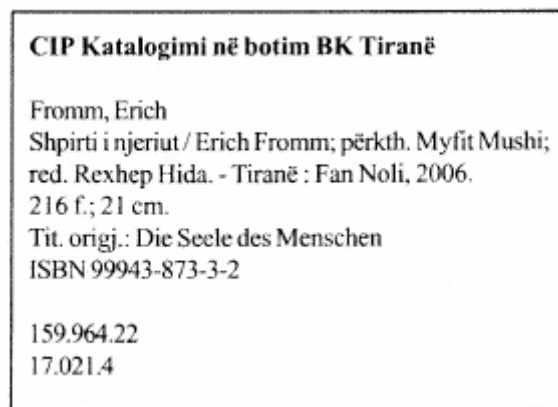 CIP Katalogimi në botim BK Tiranë
Fromm, Erich
Shpirti i njeriut / Erich Fromm; përkth. Myfit Mushi;
red. Rexhep Hida. - Tiranë : Fan Noli, 2006.
216 f.; 21 cm.
Tit. origj.: Die Seele des Menschen
ISBN 99943-873-3-2
159.964.22
17.021.4